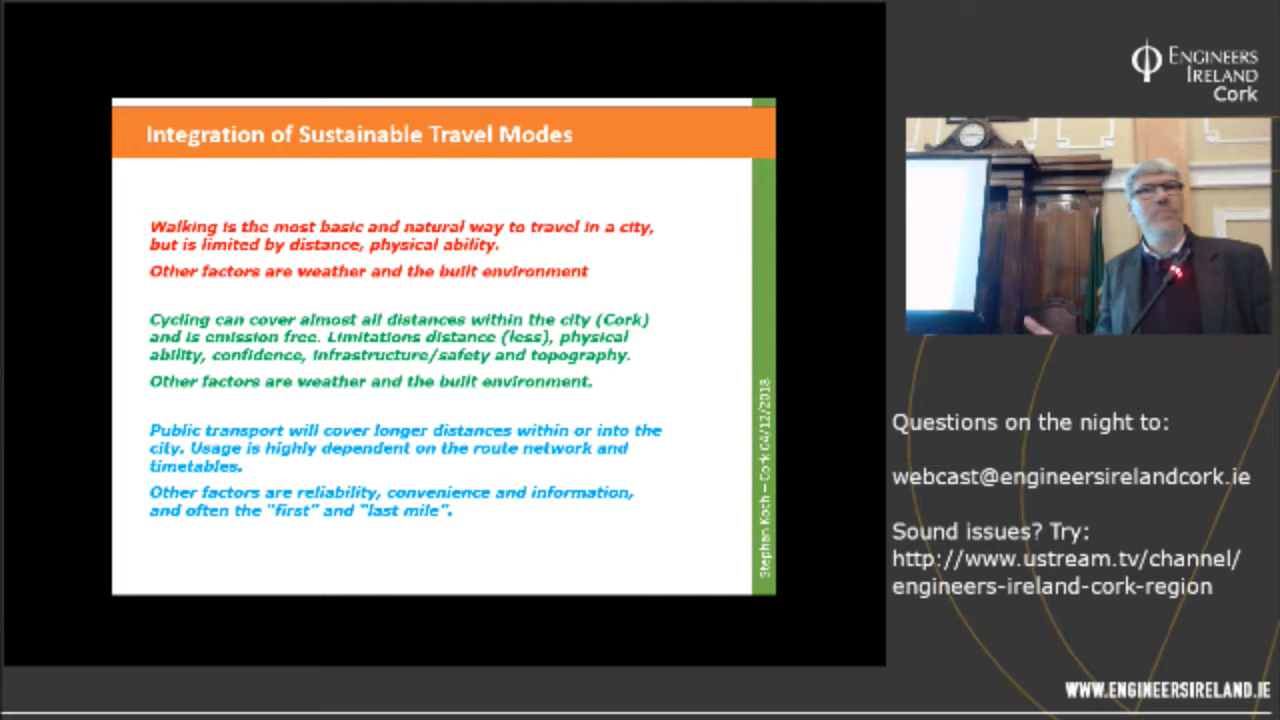 Integration of Sustainable Travel Modes
Walking is the most basic and natural way to travel in a city,
but is limited by distance, physical ability.
Other factors are weather and the built environment
Cycling can cover almost all distances within the city (Cork)
and is emission free. Limitations distance (less), physical
ability, confidence, infrastructure/safety and topography.
Other factors are weather and the built environment.
Public transport will cover longer distances within or into the
city. Usage is highly dependent on the route network and
timetables.
Other factors are reliability, convenience and information,
and often the "first" and "last mile".
Stephan Koch – Cork 04/12/2018
ENGINEERS
IRELAND
Cork
Questions on the night to:
webcast@engineersirelandcork.ie
Sound issues? Try:
http://www.ustream.tv/channel/
engineers-ireland-cork-region
WWW.ENGINEERSIRELAND.IE